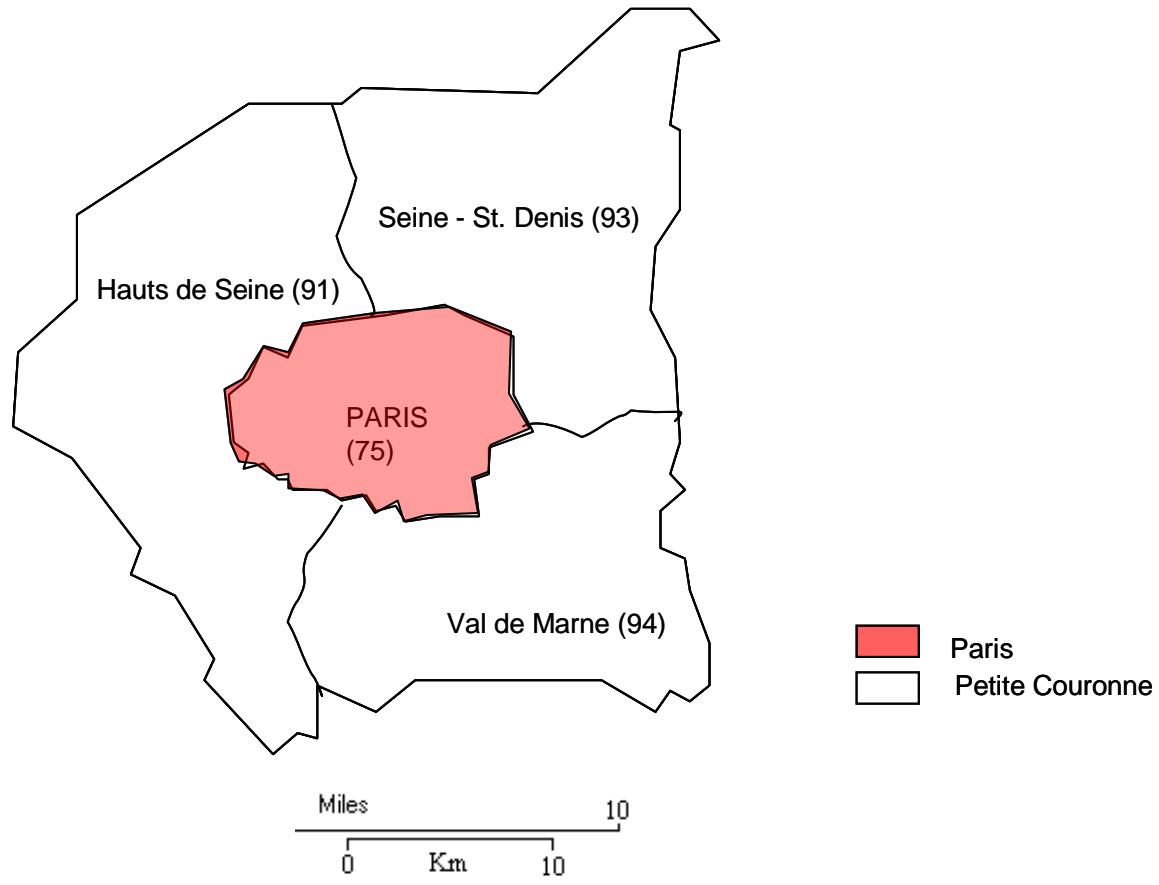 Seine - St. Denis (93)
Hauts de Seine (91)
PARIS
(75)
Val de Marne (94)
Paris
Petite Couronne
Miles 10
0 Km 10